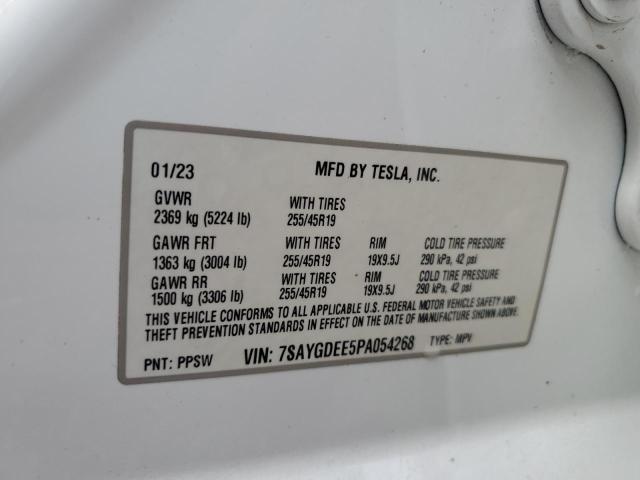 01/23 MFD BY TESLA, INC.
GVWR WITH TIRES
2369 kg (5224 lb) 255/45R19
GAWR FRT WITH TIRES RIM COLD TIRE PRESSURE
1363 kg (3004 lb) 255/45R19 19X9.5J 290 kPa, 42 psi
GAWR RR WITH TIRES RIM COLD TIRE PRESSURE
1500 kg (3306 lb) 255/45R19 19X9.5J 290 kPa, 42 psi
THIS VEHICLE CONFORMS TO ALL APPLICABLE U.S. FEDERAL MOTOR VEHICLE SAFETY AND
THEFT PREVENTION STANDARDS IN EFFECT ON THE DATE OF MANUFACTURE SHOWN ABOVE.
PNT: PPSW VIN: 7SAYGDEE5PA054268 TYPE: MPV